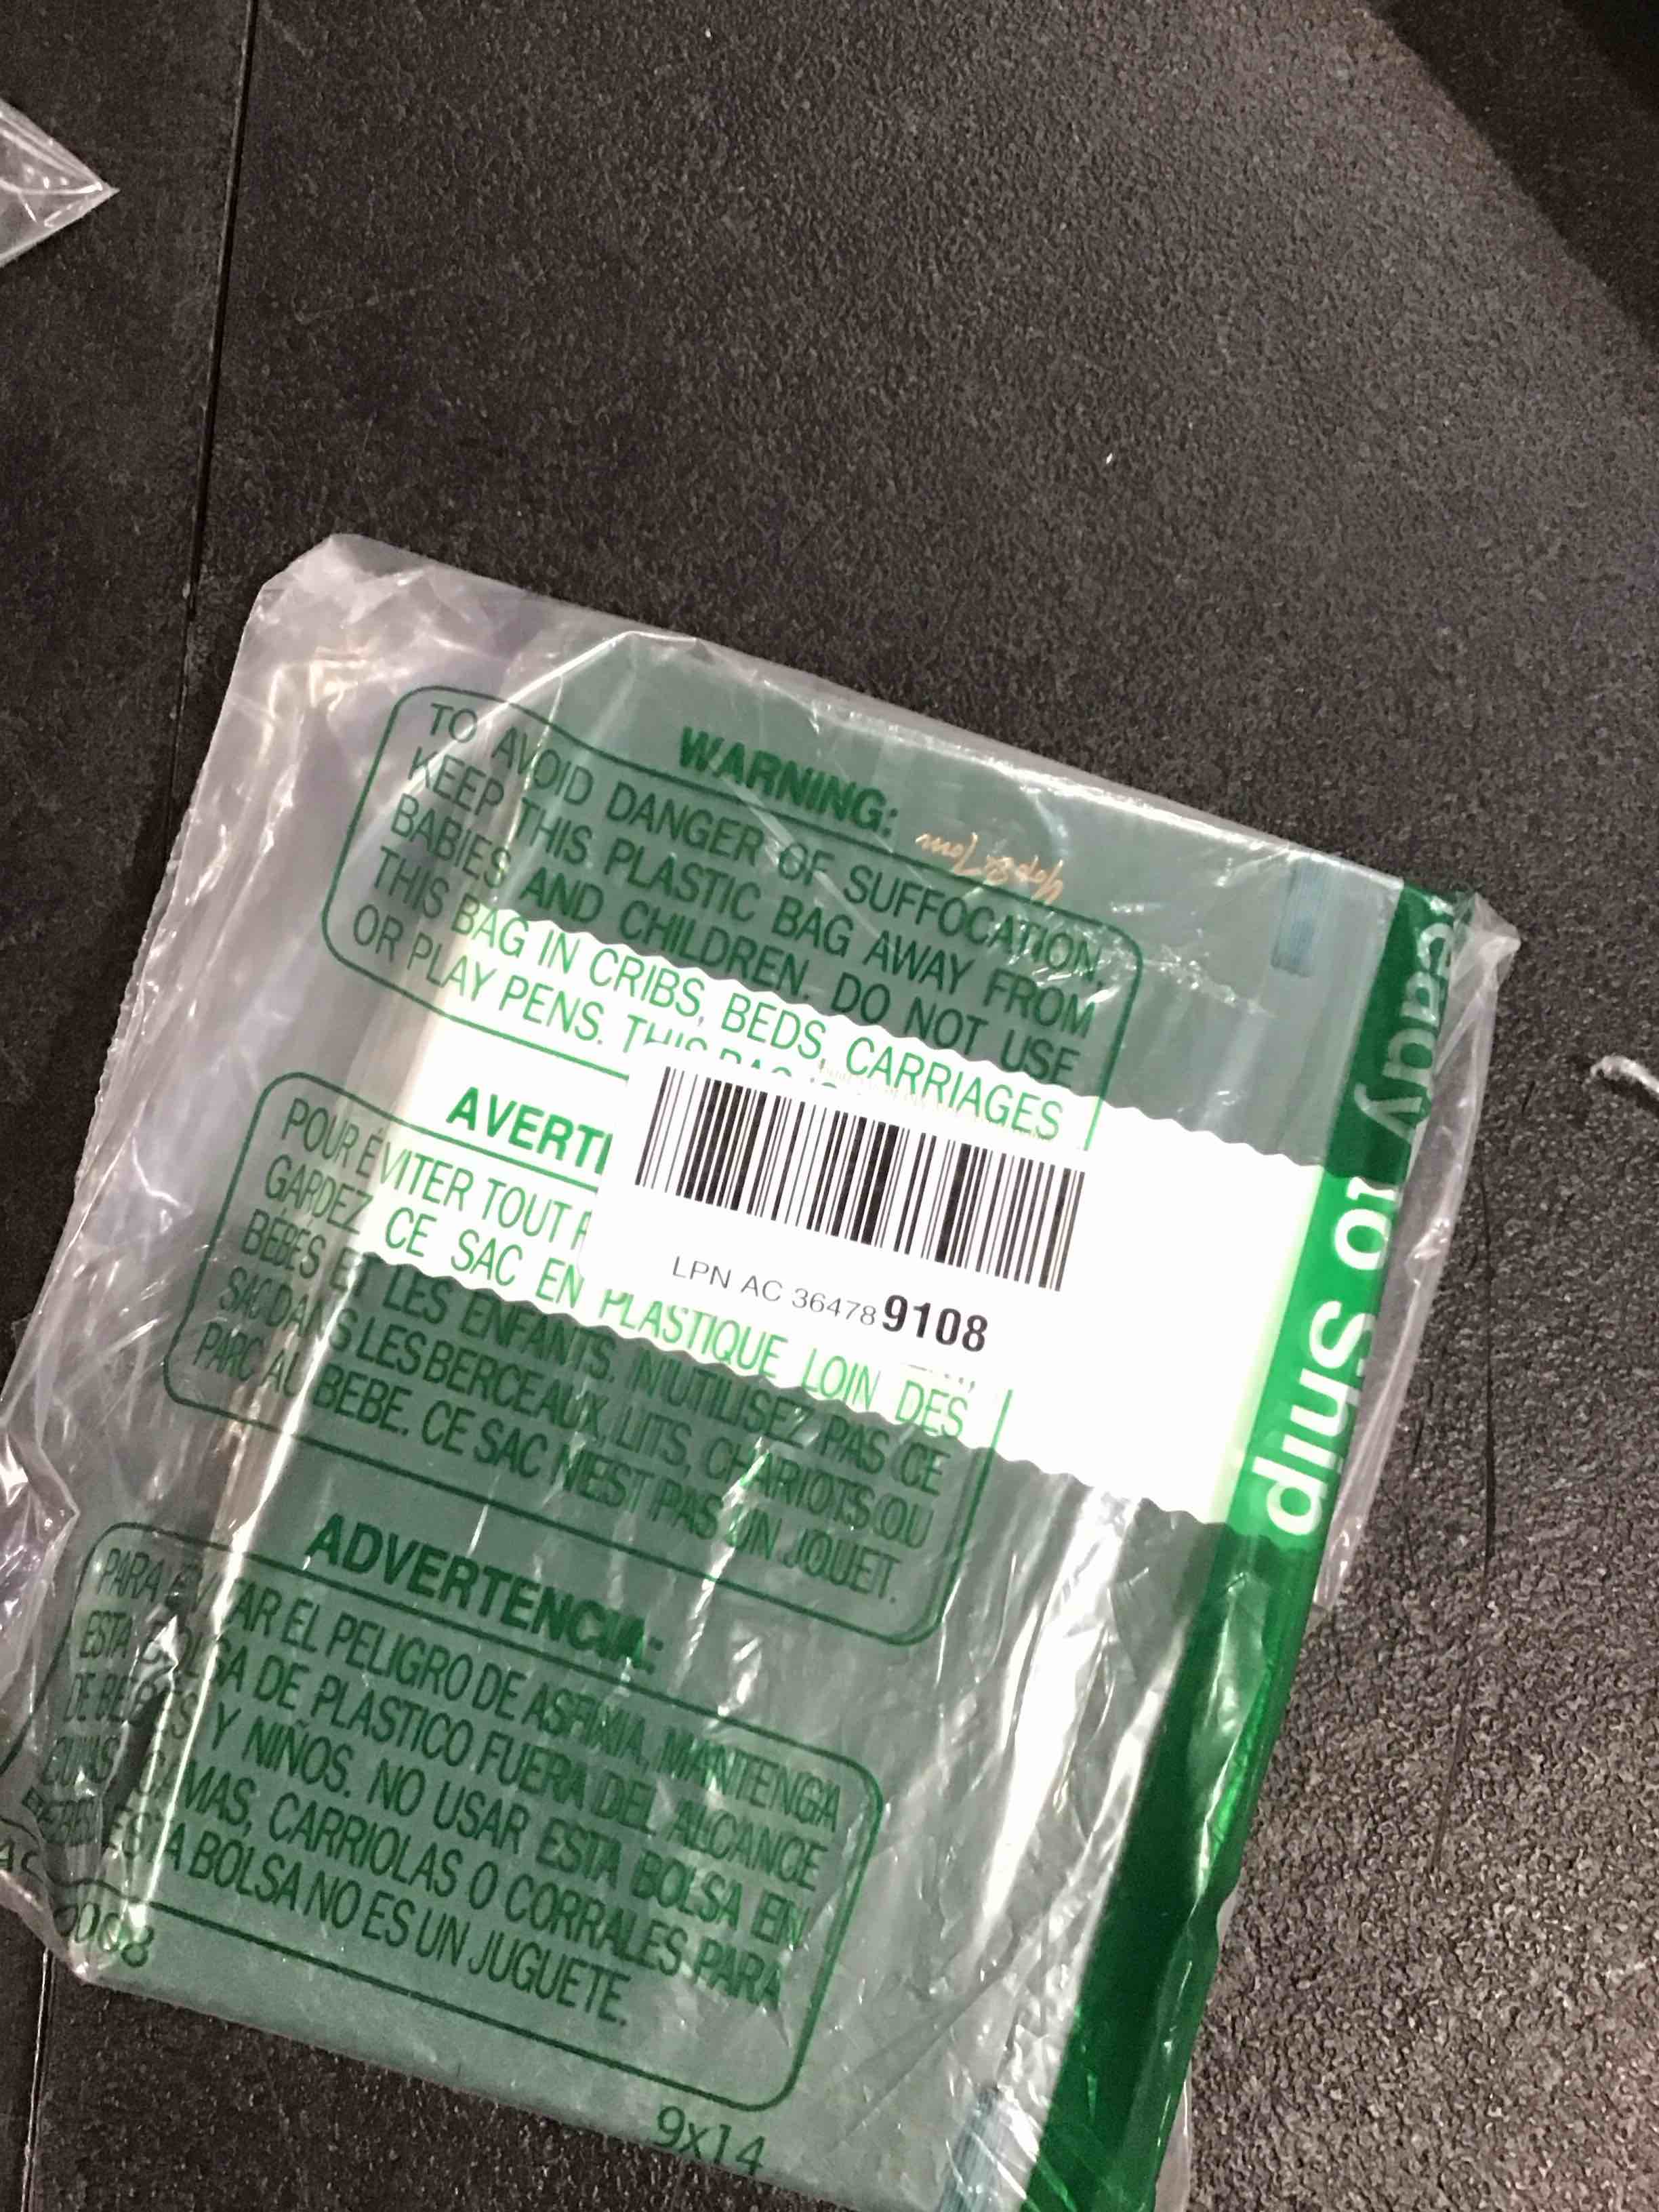 WARNING:
TO AVOID DANGER OF SUFFOCATION,
KEEP THIS PLASTIC BAG AWAY FROM
BABIES AND CHILDREN. DO NOT USE
THIS BAG IN CRIBS, BEDS, CARRIAGES
OR PLAY PENS. THIS BAG IS
AVERTI
POUR ÉVITER TOUT
GARDEZ CE SAC EN PLASTIQUE LOIN DES
BÉBÉS ET LES ENFANTS. N'UTILISEZ PAS CE
SAC DANS LES BERCEAUX, LITS, CHARIOTS OU
PARC AU BEBE. CE SAC N'EST PAS UN JOUET.
LPN AC 364789108
ADVERTENCIA:
PARA EVITAR EL PELIGRO DE ASFIXIA, MANTENGA
ESTA BOLSA DE PLASTICO FUERA DEL ALCANCE
DE BEBES Y NIÑOS. NO USAR ESTA BOLSA EN
CUNAS, CAMAS, CARRIOLAS O CORRALES PARA
ESTA BOLSA NO ES UN JUGUETE.
9x14
Ready To Ship